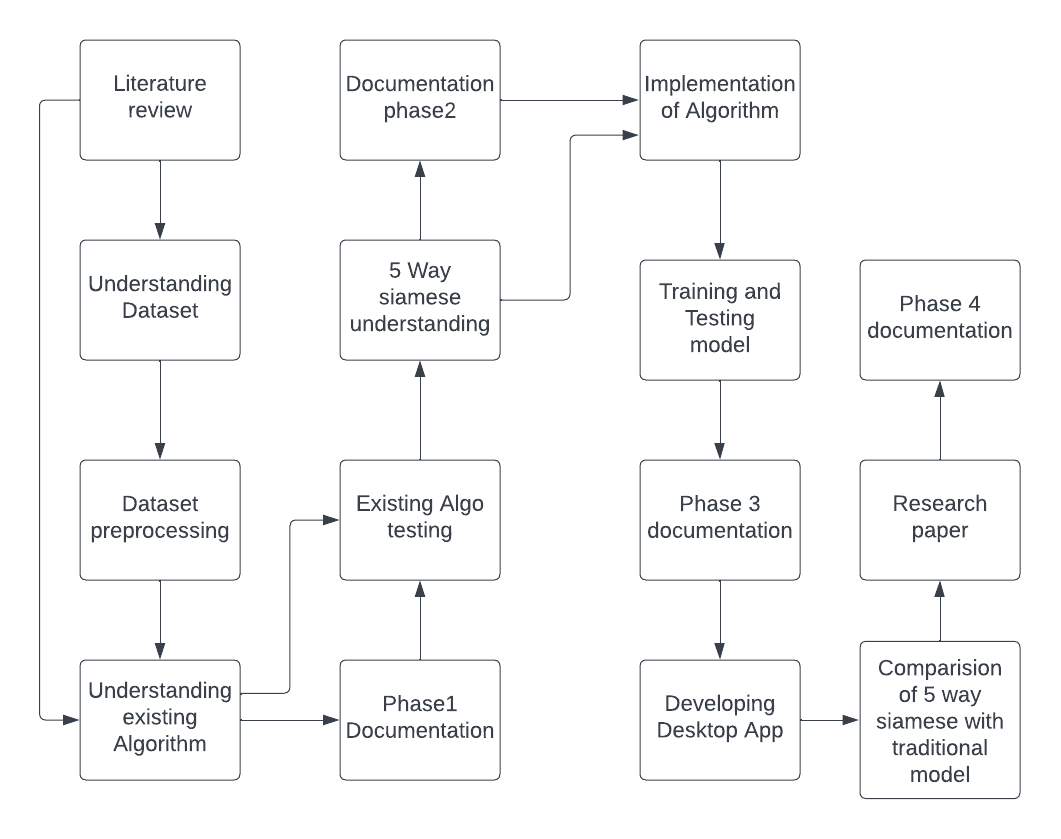 Literature
review
Understanding
Dataset
Dataset
preprocessing
Understanding
existing
Algorithm
Phase1
Documentation
Existing Algo
testing
5 Way
siamese
understanding
Documentation
phase2
Implementation
of Algorithm
Training and
Testing
model
Phase 3
documentation
Developing
Desktop App
Comparision
of 5 way
siamese with
traditional
model
Research
paper
Phase 4
documentation